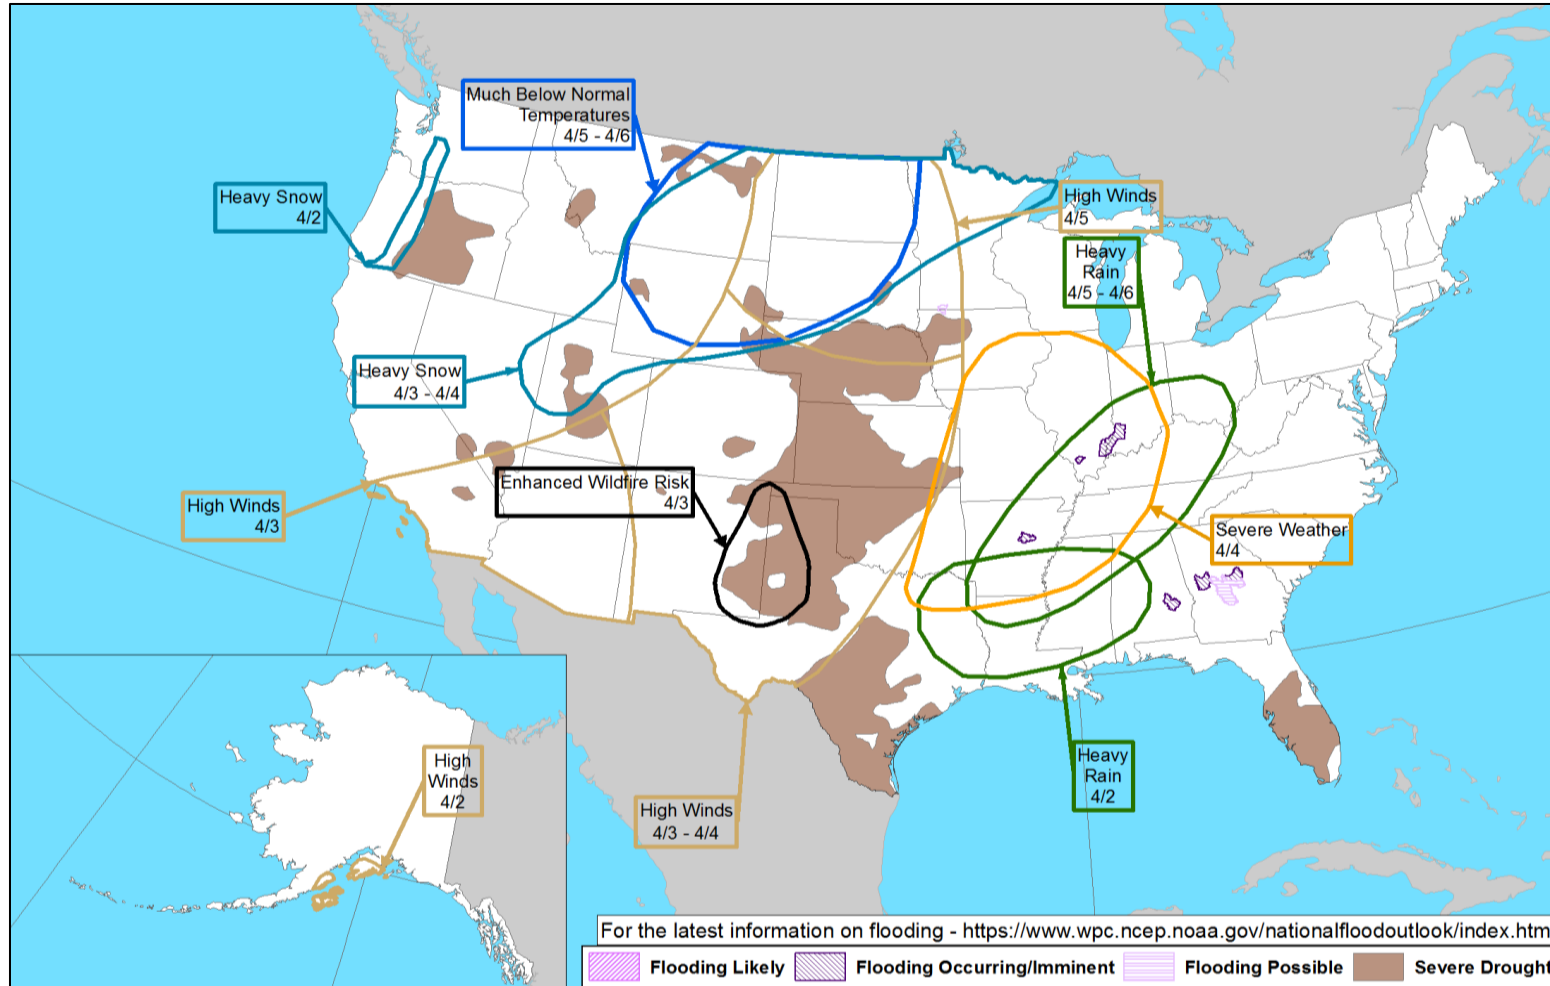 Much Below Normal
Temperatures
4/5 - 4/6
Heavy Snow
4/2
High Winds
4/5
Heavy
Rain
4/5 - 4/6
Heavy Snow
4/3 - 4/4
Enhanced Wildfire Risk
4/3
High Winds
4/3
Severe Weather
4/4
High
Winds
4/2
Heavy
Rain
4/2
High Winds
4/3 - 4/4
For the latest information on flooding - https://www.wpc.ncep.noaa.gov/nationalfloodoutlook/index.htm
Flooding Likely
Flooding Occurring/Imminent
Flooding Possible
Severe Drought